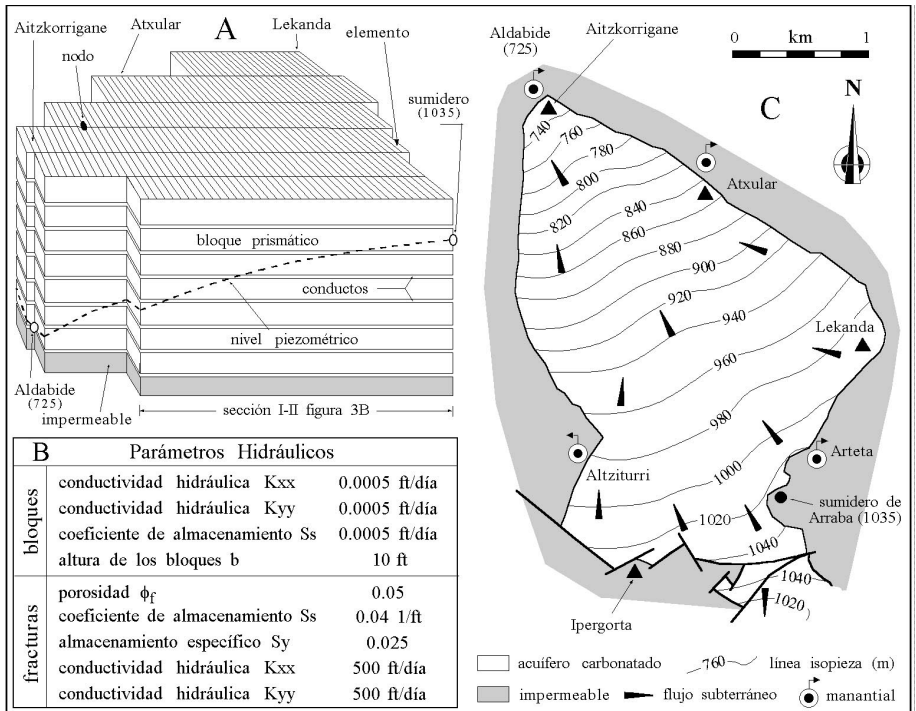 A
Aitzkorrigane
Atxular
Lekanda
elemento
nodo
sumidero
(1035)
bloque prismático
conductos
nivel piezométrico
Aldabide
(725)
impermeable
sección I-II figura 3B
B Parámetros Hidráulicos
bloques
conductividad hidráulica Kxx 0.0005 ft/día
conductividad hidráulica Kyy 0.0005 ft/día
coeficiente de almacenamiento Ss 0.0005 ft/día
altura de los bloques b 10 ft
fracturas
porosidad ϕf 0.05
coeficiente de almacenamiento Ss 0.04 1/ft
almacenamiento específico Sy 0.025
conductividad hidráulica Kxx 500 ft/día
conductividad hidráulica Kyy 500 ft/día
Aldabide
(725)
Aitzkorrigane
0 km 1
C
N
740
760
780
800
Atxular
820
840
860
880
900
920
940
Lekanda
960
980
Arteta
1000
Altziturri
sumidero de
Arraba (1035)
1020
1040
1040
1020
Ipergorta
acuífero carbonatado
760 línea isopieza (m)
impermeable
flujo subterráneo
manantial